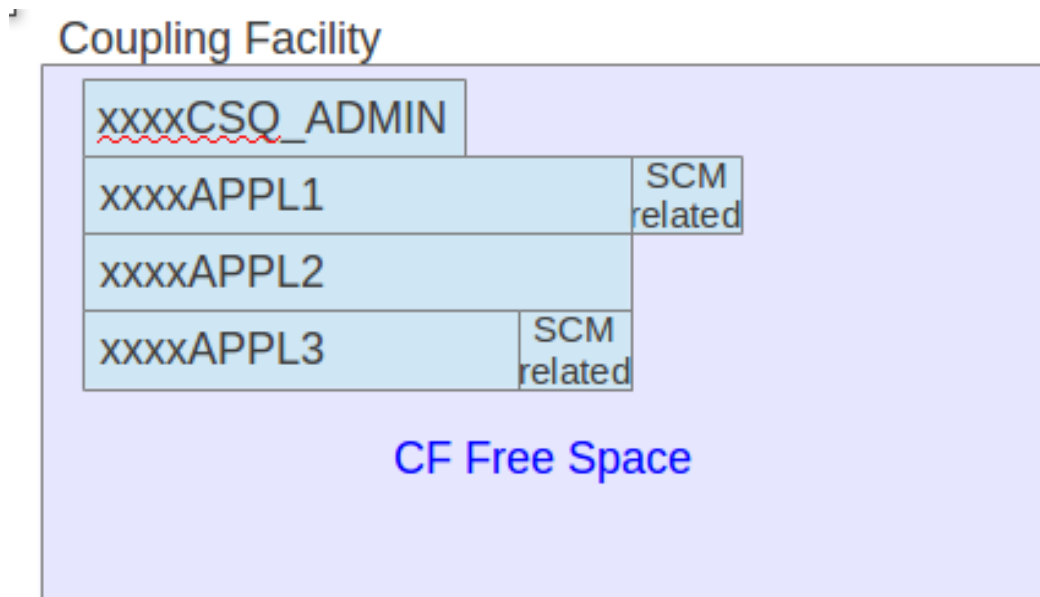 Coupling Facility
xxxxCSQ_ADMIN
xxxxAPPL1
SCM
related
xxxxAPPL2
xxxxAPPL3
SCM
related
CF Free Space